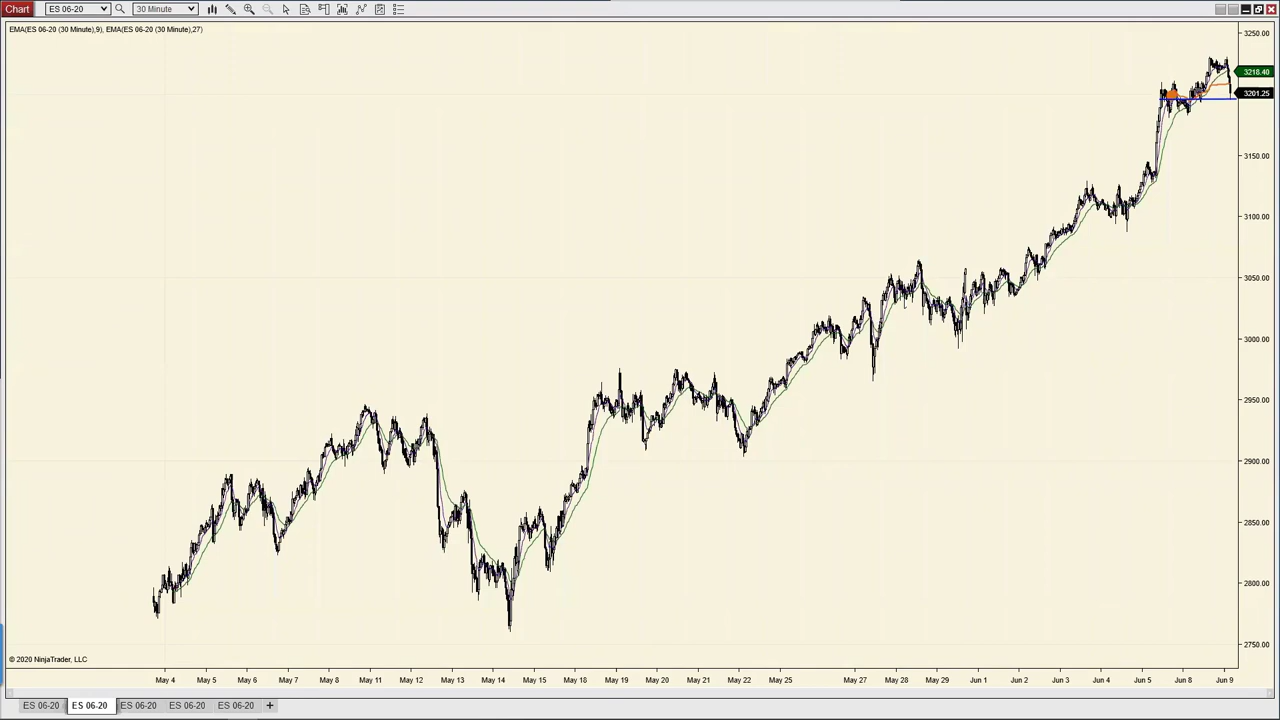 Chart ES 06-20 30 Minute
EMA(ES 06-20 (30 Minute),9), EMA(ES 06-20 (30 Minute),27)
3250.00
3218.40
3201.25
3150.00
3100.00
3050.00
3000.00
2950.00
2900.00
2850.00
2800.00
2750.00
© 2020 NinjaTrader, LLC
May 4 May 5 May 6 May 7 May 8 May 11 May 12 May 13 May 14 May 15 May 18 May 19 May 20 May 21 May 22 May 25 May 27 May 28 May 29 Jun 1 Jun 2 Jun 3 Jun 4 Jun 5 Jun 8 Jun 9
ES 06-20 ES 06-20 ES 06-20 ES 06-20 ES 06-20 +